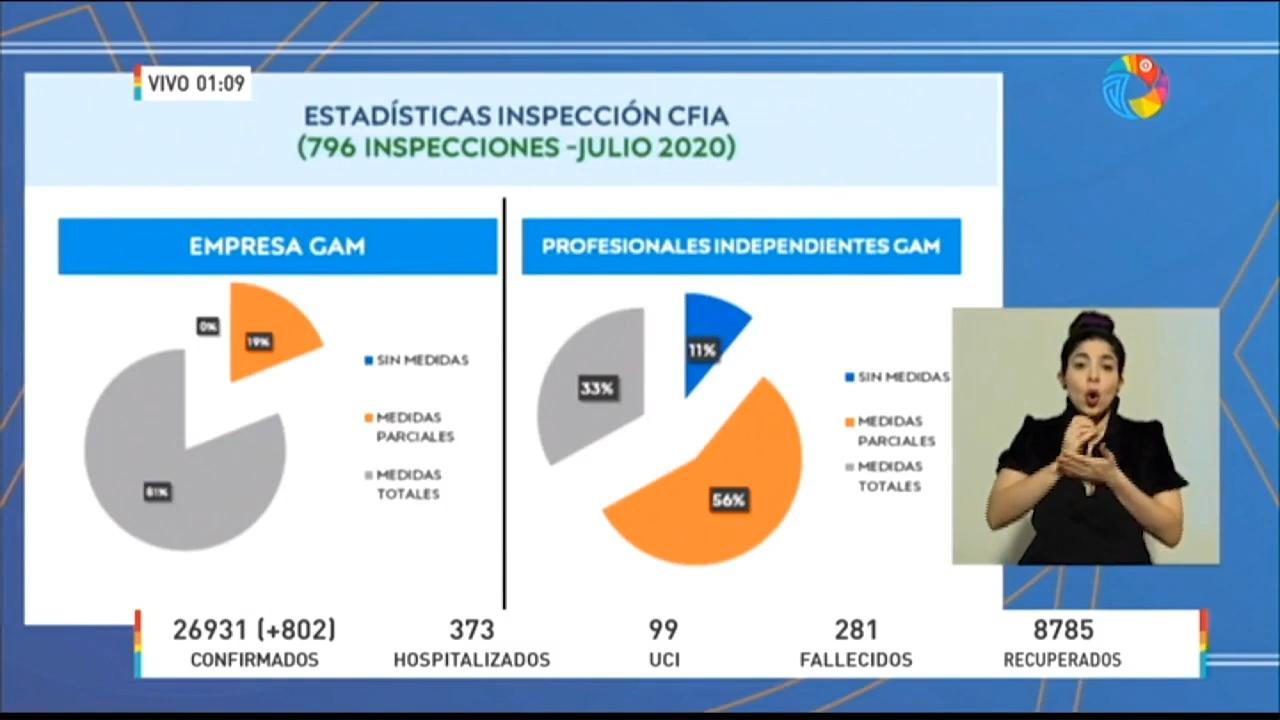 VIVO 01:09
ESTADÍSTICAS INSPECCIÓN CFIA
(796 INSPECCIONES -JULIO 2020)
EMPRESA GAM
0%
19%
81%
SIN MEDIDAS
MEDIDAS
PARCIALES
MEDIDAS
TOTALES
PROFESIONALES INDEPENDIENTES GAM
11%
33%
56%
SIN MEDIDAS
MEDIDAS
PARCIALES
MEDIDAS
TOTALES
26931 (+802)
CONFIRMADOS
373
HOSPITALIZADOS
99
UCI
281
FALLECIDOS
8785
RECUPERADOS